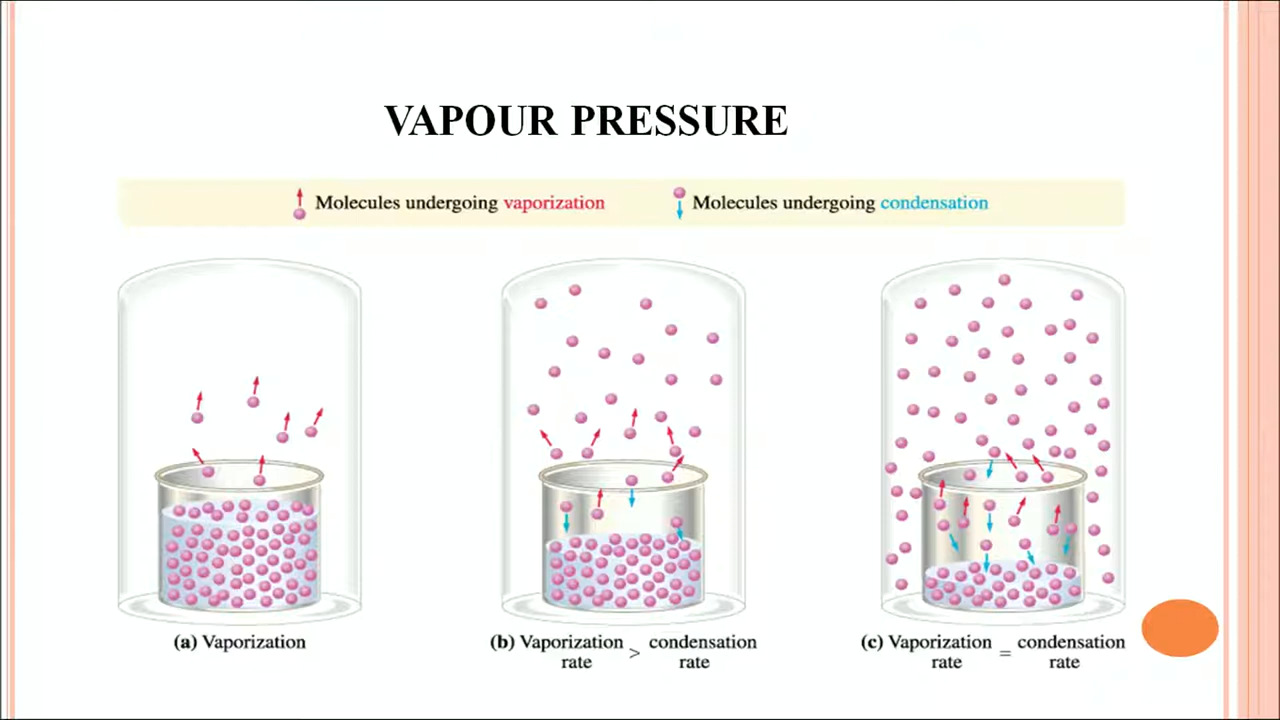 VAPOUR PRESSURE
Molecules undergoing vaporization
Molecules undergoing condensation
(a) Vaporization
(b) Vaporization rate > condensation rate
(c) Vaporization rate = condensation rate